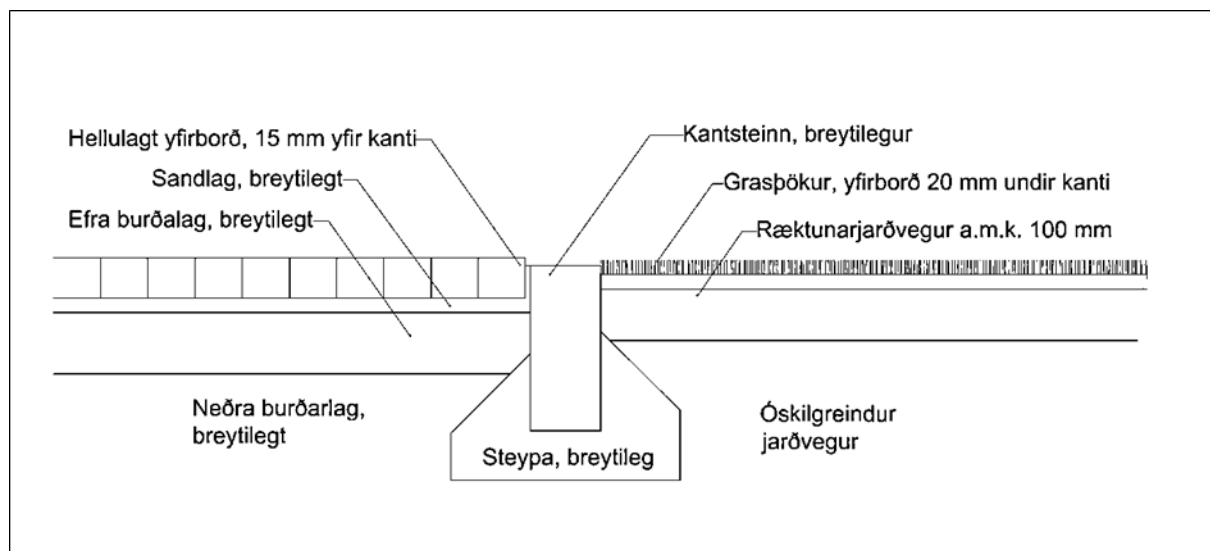 Hellulagt yfirborð, 15 mm yfir kanti
Sandlag, breytilegt
Efra burðalag, breytilegt
Neðra burðarlag,
breytilegt
Kantsteinn, breytilegur
Grasþökur, yfirborð 20 mm undir kanti
Ræktunarjarðvegur a.m.k. 100 mm
Óskilgreindur
jarðvegur
Steypa, breytileg